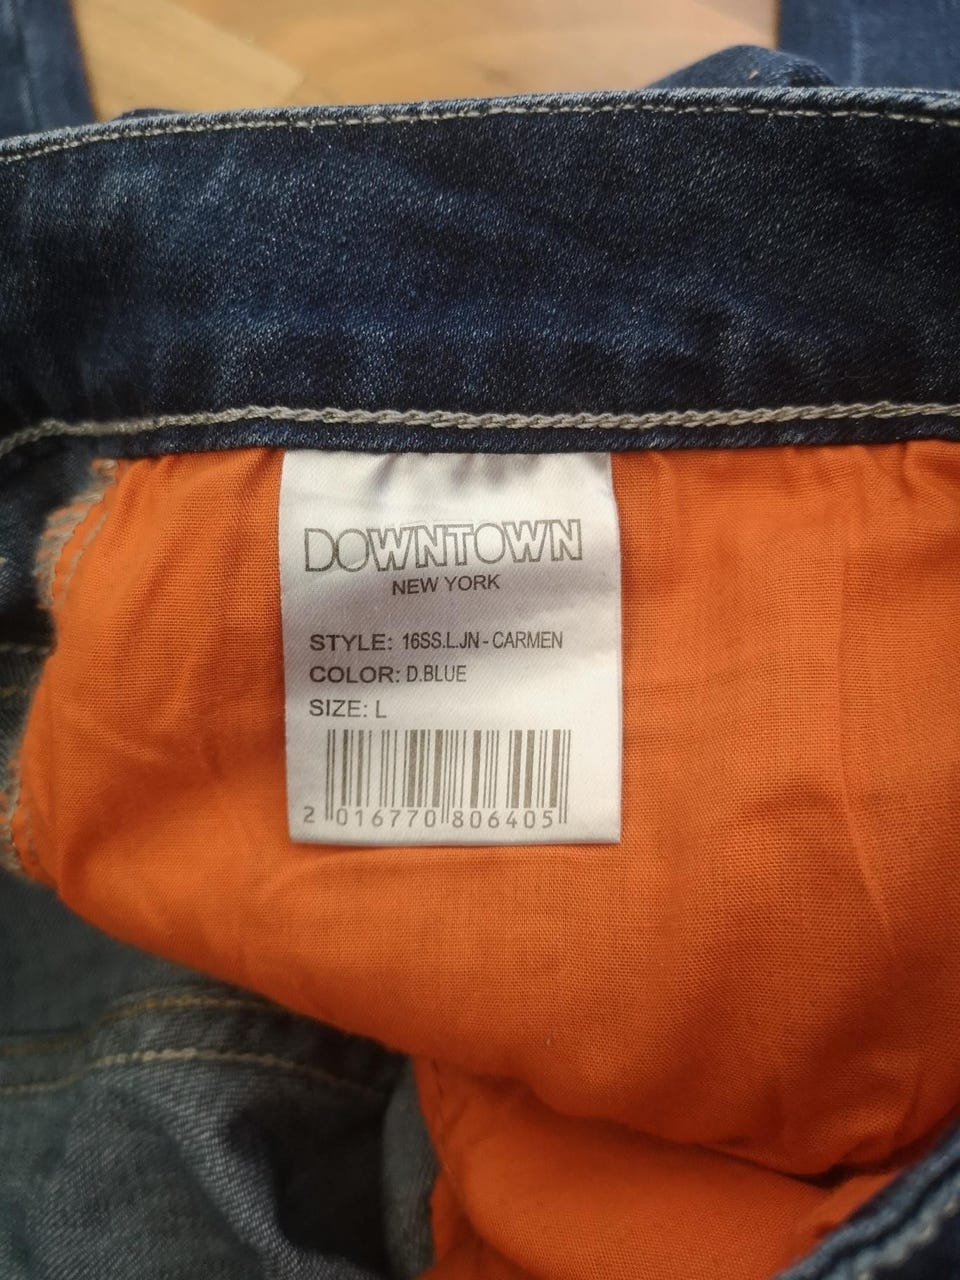 DOWNTOWN
NEW YORK
STYLE: 16SS.L.JN - CARMEN
COLOR: D.BLUE
SIZE: L
2 016770 806405